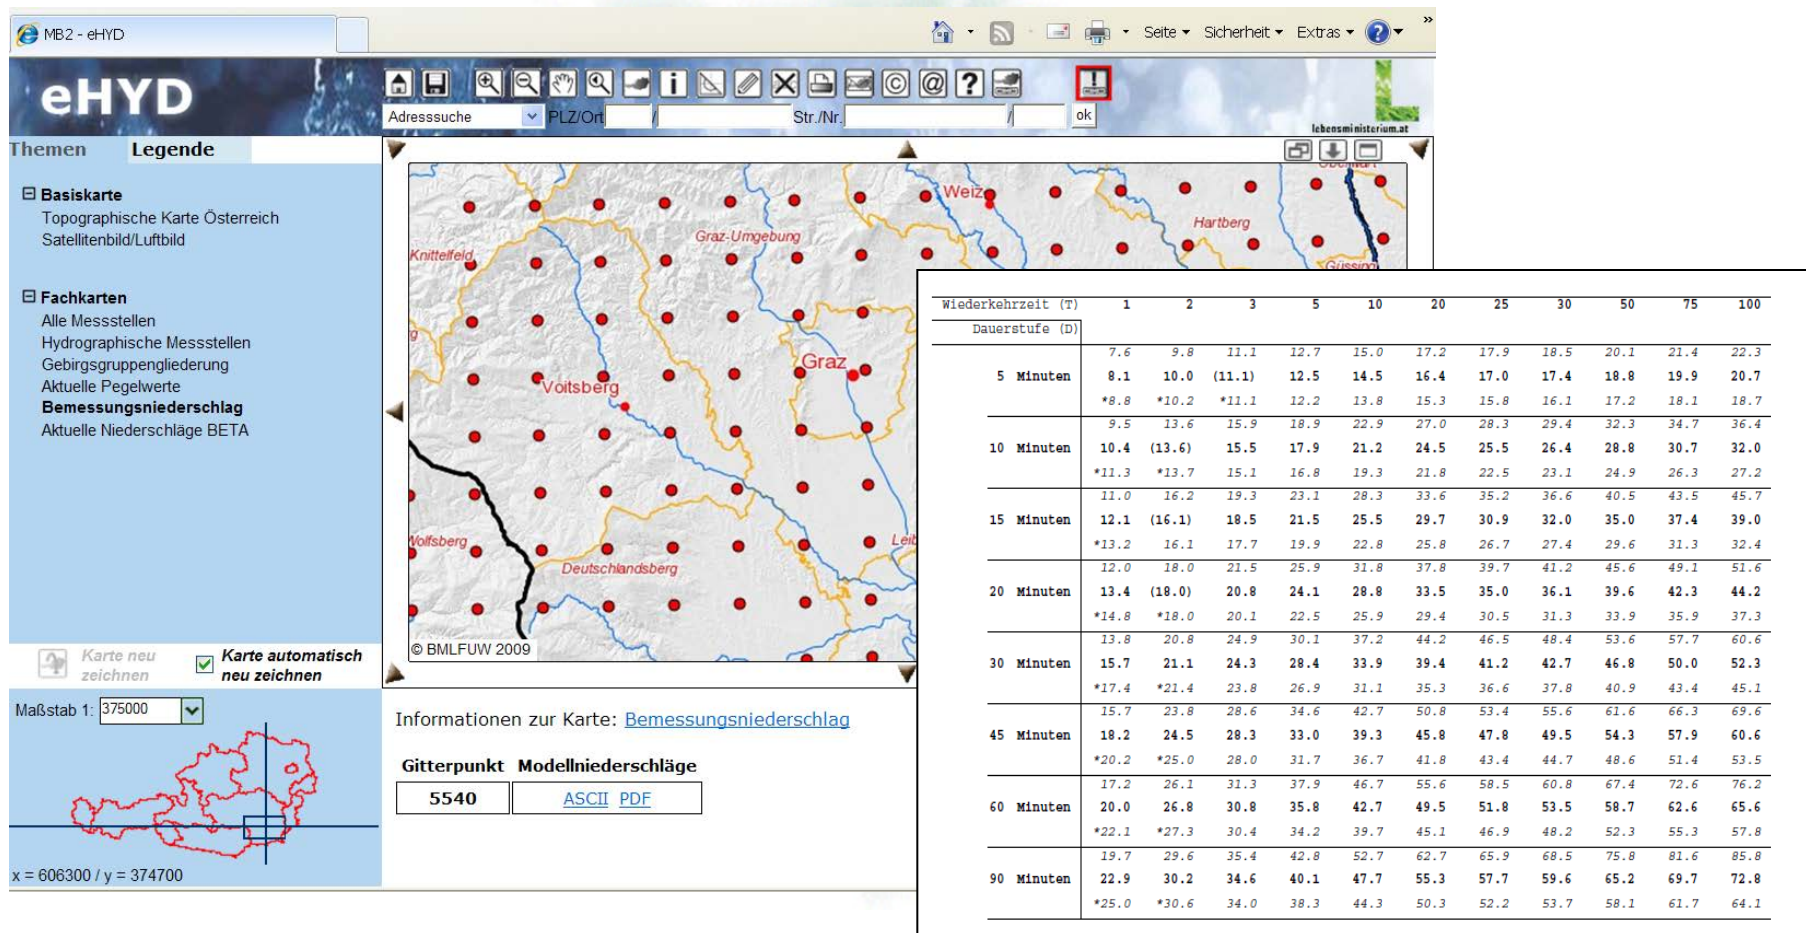 MB2 - eHYD
Seite Sicherheit Extras ? »
eHYD
i © @ ? !
Adresssuche PLZ/Ort / Str./Nr. / ok
lebensministerium.at
Themen Legende
Basiskarte
Topographische Karte Österreich
Satellitenbild/Luftbild
Fachkarten
Alle Messstellen
Hydrographische Messstellen
Gebirgsgruppengliederung
Aktuelle Pegelwerte
Bemessungsniederschlag
Aktuelle Niederschläge BETA
Karte neu zeichnen
Karte automatisch neu zeichnen
Maßstab 1: 375000
x = 606300 / y = 374700
Weiz
Hartberg
Graz-Umgebung
Knittelfeld
Güssing
Graz
Voitsberg
Wolfsberg
Deutschlandsberg
Leib
© BMLFUW 2009
Informationen zur Karte: Bemessungsniederschlag
Gitterpunkt Modellniederschläge
5540 ASCII PDF
Wiederkehrzeit (T) 1 2 3 5 10 20 25 30 50 75 100
Dauerstufe (D)
7.6 9.8 11.1 12.7 15.0 17.2 17.9 18.5 20.1 21.4 22.3
5 Minuten 8.1 10.0 (11.1) 12.5 14.5 16.4 17.0 17.4 18.8 19.9 20.7
*8.8 *10.2 *11.1 12.2 13.8 15.3 15.8 16.1 17.2 18.1 18.7
9.5 13.6 15.9 18.9 22.9 27.0 28.3 29.4 32.3 34.7 36.4
10 Minuten 10.4 (13.6) 15.5 17.9 21.2 24.5 25.5 26.4 28.8 30.7 32.0
*11.3 *13.7 15.1 16.8 19.3 21.8 22.5 23.1 24.9 26.3 27.2
11.0 16.2 19.3 23.1 28.3 33.6 35.2 36.6 40.5 43.5 45.7
15 Minuten 12.1 (16.1) 18.5 21.5 25.5 29.7 30.9 32.0 35.0 37.4 39.0
*13.2 16.1 17.7 19.9 22.8 25.8 26.7 27.4 29.6 31.3 32.4
12.0 18.0 21.5 25.9 31.8 37.8 39.7 41.2 45.6 49.1 51.6
20 Minuten 13.4 (18.0) 20.8 24.1 28.8 33.5 35.0 36.1 39.6 42.3 44.2
*14.8 *18.0 20.1 22.5 25.9 29.4 30.5 31.3 33.9 35.9 37.3
13.8 20.8 24.9 30.1 37.2 44.2 46.5 48.4 53.6 57.7 60.6
30 Minuten 15.7 21.1 24.3 28.4 33.9 39.4 41.2 42.7 46.8 50.0 52.3
*17.4 *21.4 23.8 26.9 31.1 35.3 36.6 37.8 40.9 43.4 45.1
15.7 23.8 28.6 34.6 42.7 50.8 53.4 55.6 61.6 66.3 69.6
45 Minuten 18.2 24.5 28.3 33.0 39.3 45.8 47.8 49.5 54.3 57.9 60.6
*20.2 *25.0 28.0 31.7 36.7 41.8 43.4 44.7 48.6 51.4 53.5
17.2 26.1 31.3 37.9 46.7 55.6 58.5 60.8 67.4 72.6 76.2
60 Minuten 20.0 26.8 30.8 35.8 42.7 49.5 51.8 53.5 58.7 62.6 65.6
*22.1 *27.3 30.4 34.2 39.7 45.1 46.9 48.2 52.3 55.3 57.8
19.7 29.6 35.4 42.8 52.7 62.7 65.9 68.5 75.8 81.6 85.8
90 Minuten 22.9 30.2 34.6 40.1 47.7 55.3 57.7 59.6 65.2 69.7 72.8
*25.0 *30.6 34.0 38.3 44.3 50.3 52.2 53.7 58.1 61.7 64.1